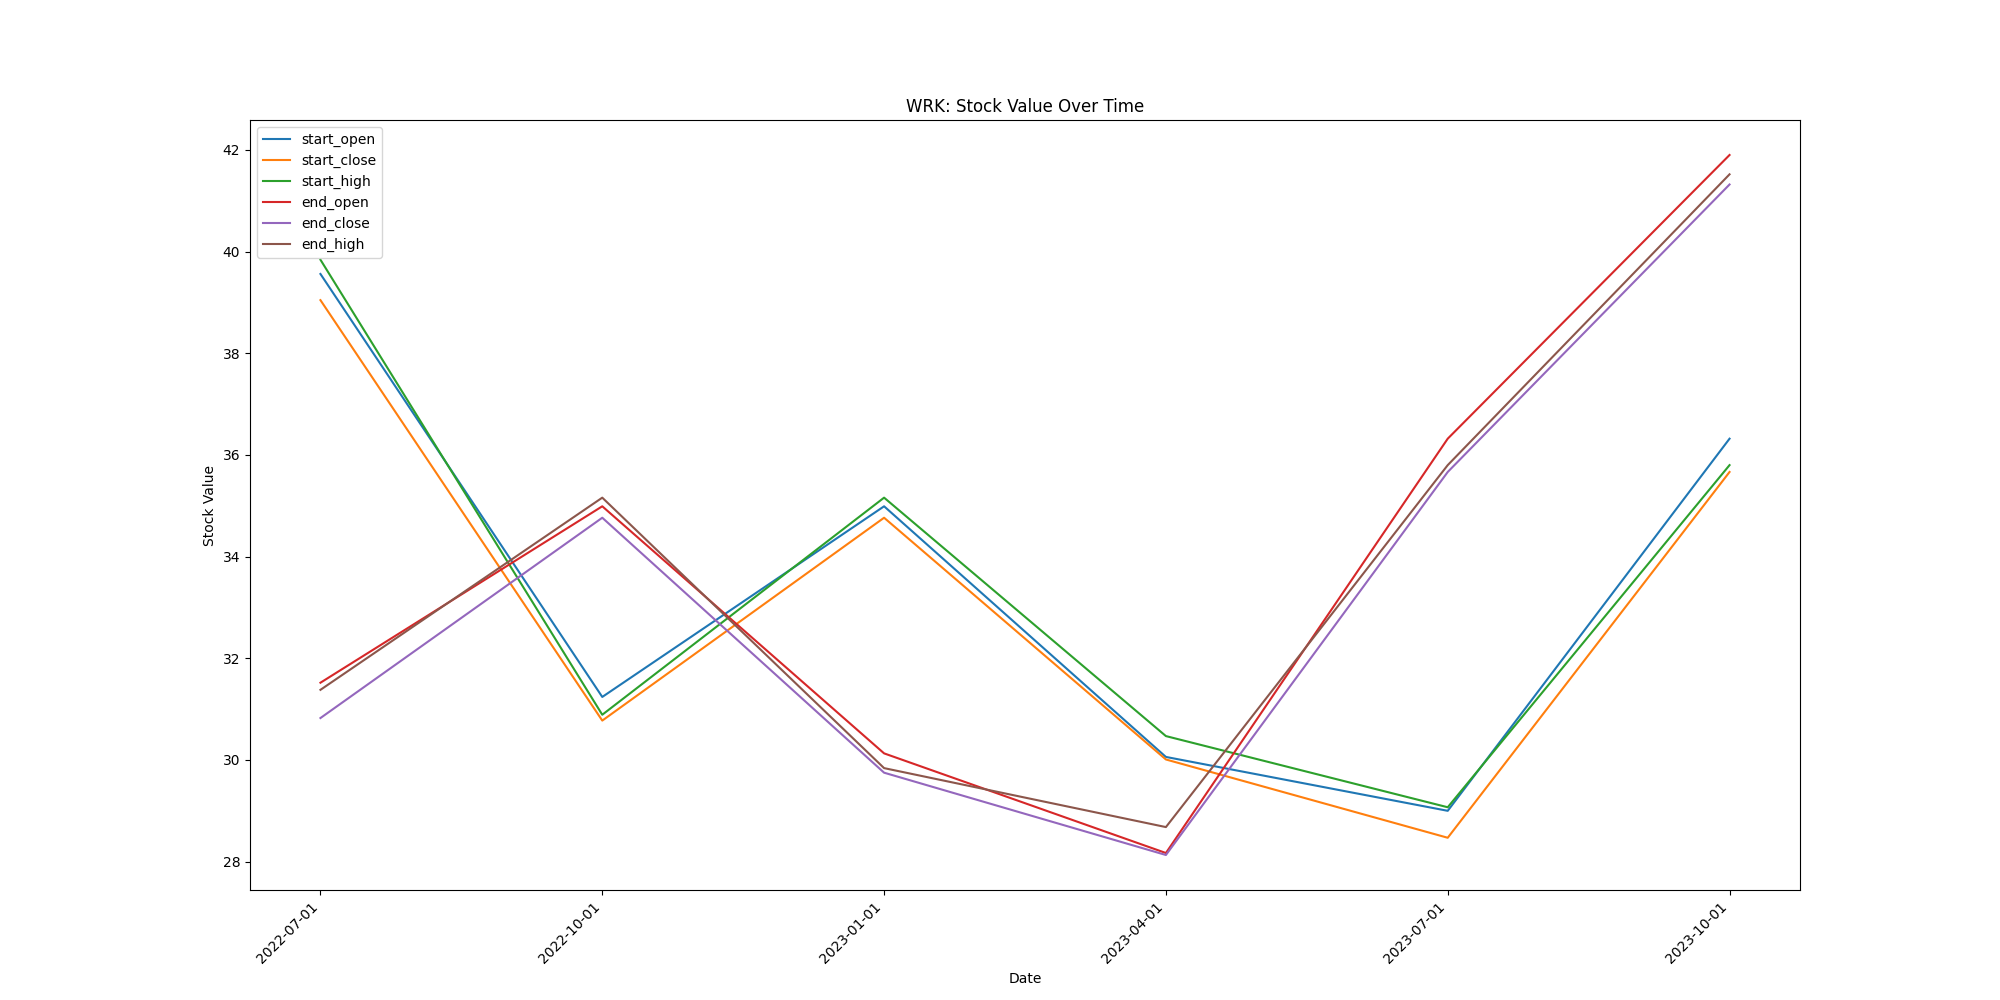 WRK: Stock Value Over Time
start_open
start_close
start_high
end_open
end_close
end_high
Stock Value
42
40
38
36
34
32
30
28
2022-07-01
2022-10-01
2023-01-01
2023-04-01
2023-07-01
2023-10-01
Date